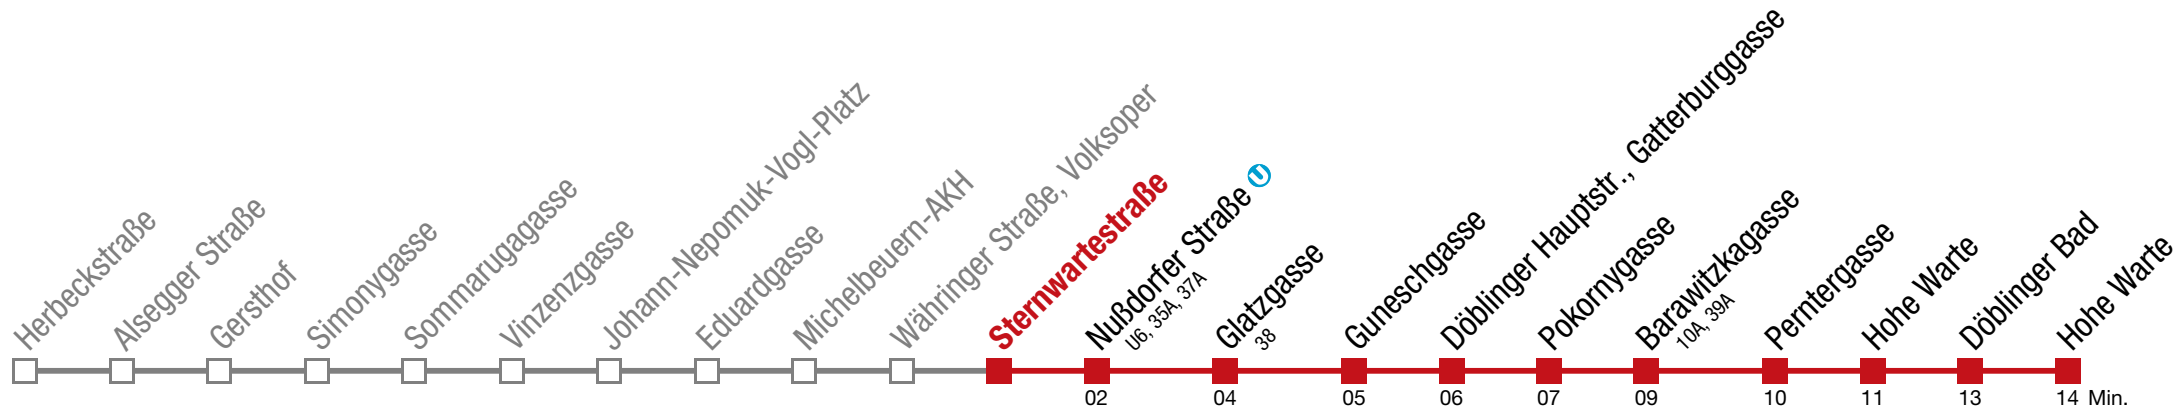 Herbeckstraße
Alsegger Straße
Gersthof
Simonygasse
Sommarugagasse
Vinzenzgasse
Johann-Nepomuk-Vogl-Platz
Eduardgasse
Michelbeuern-AKH
Währinger Straße, Volksoper
Sternwartestraße
Nußdorfer Straße U
U6, 35A, 37A
Glatzgasse
38
Guneschgasse
Döblinger Hauptstr., Gatterburggasse
Pokornygasse
Barawitzkagasse
10A, 39A
Perntergasse
Hohe Warte
Döblinger Bad
Hohe Warte
02 04 05 06 07 09 10 11 13 14 Min.